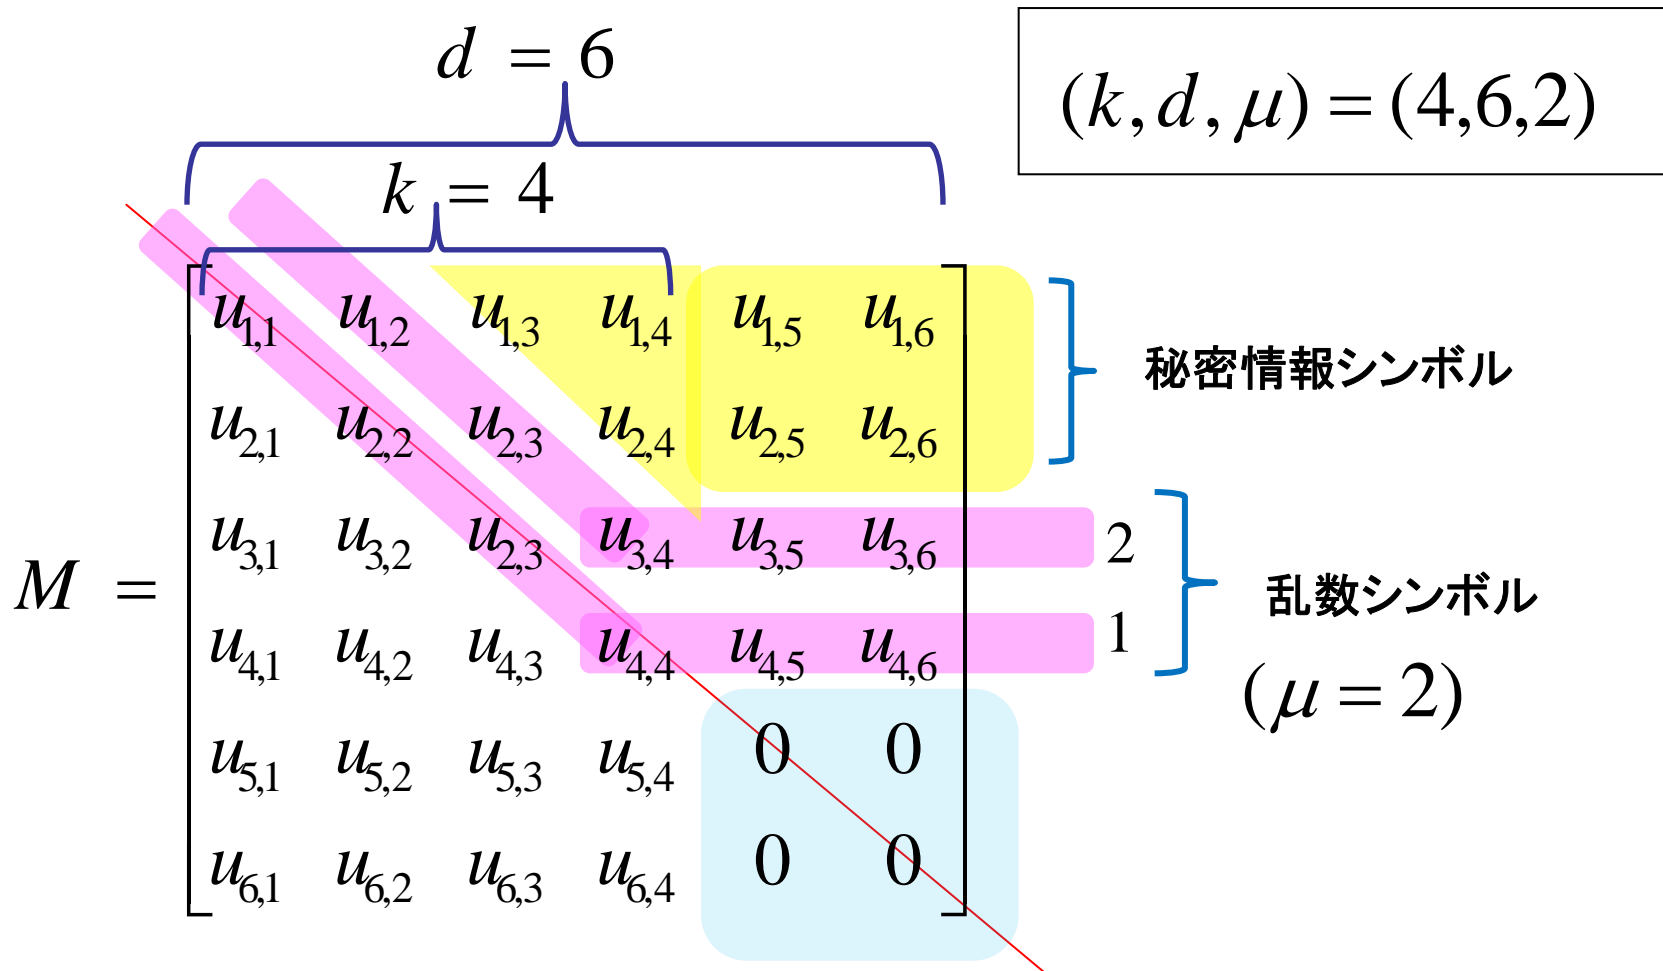 d = 6
(k, d, μ) = (4,6,2)
k = 4
M =
u1,1 u1,2 u1,3 u1,4 u1,5 u1,6
u2,1 u2,2 u2,3 u2,4 u2,5 u2,6
u3,1 u3,2 u2,3 u3,4 u3,5 u3,6
u4,1 u4,2 u4,3 u4,4 u4,5 u4,6
u5,1 u5,2 u5,3 u5,4 0 0
u6,1 u6,2 u6,3 u6,4 0 0
秘密情報シンボル
2
1
乱数シンボル
(μ = 2)